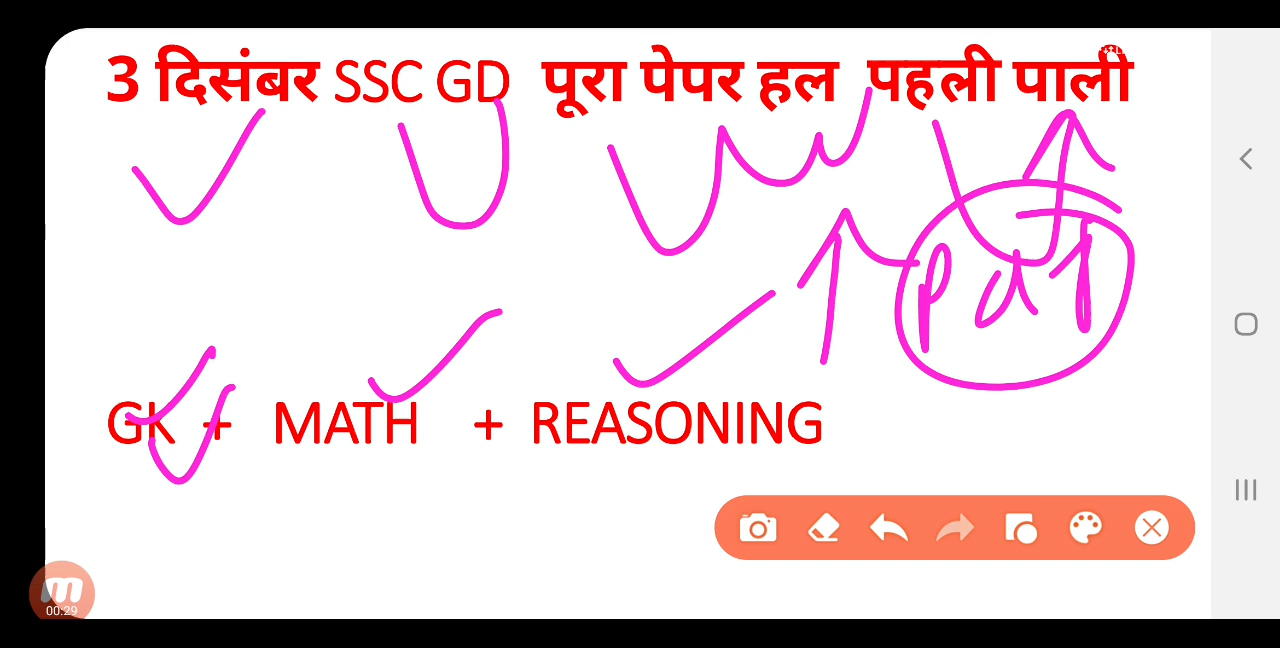 3 दिसंबर SSC GD पूरा पेपर हल पहली पाली
pdf
GK + MATH + REASONING
m
00:29